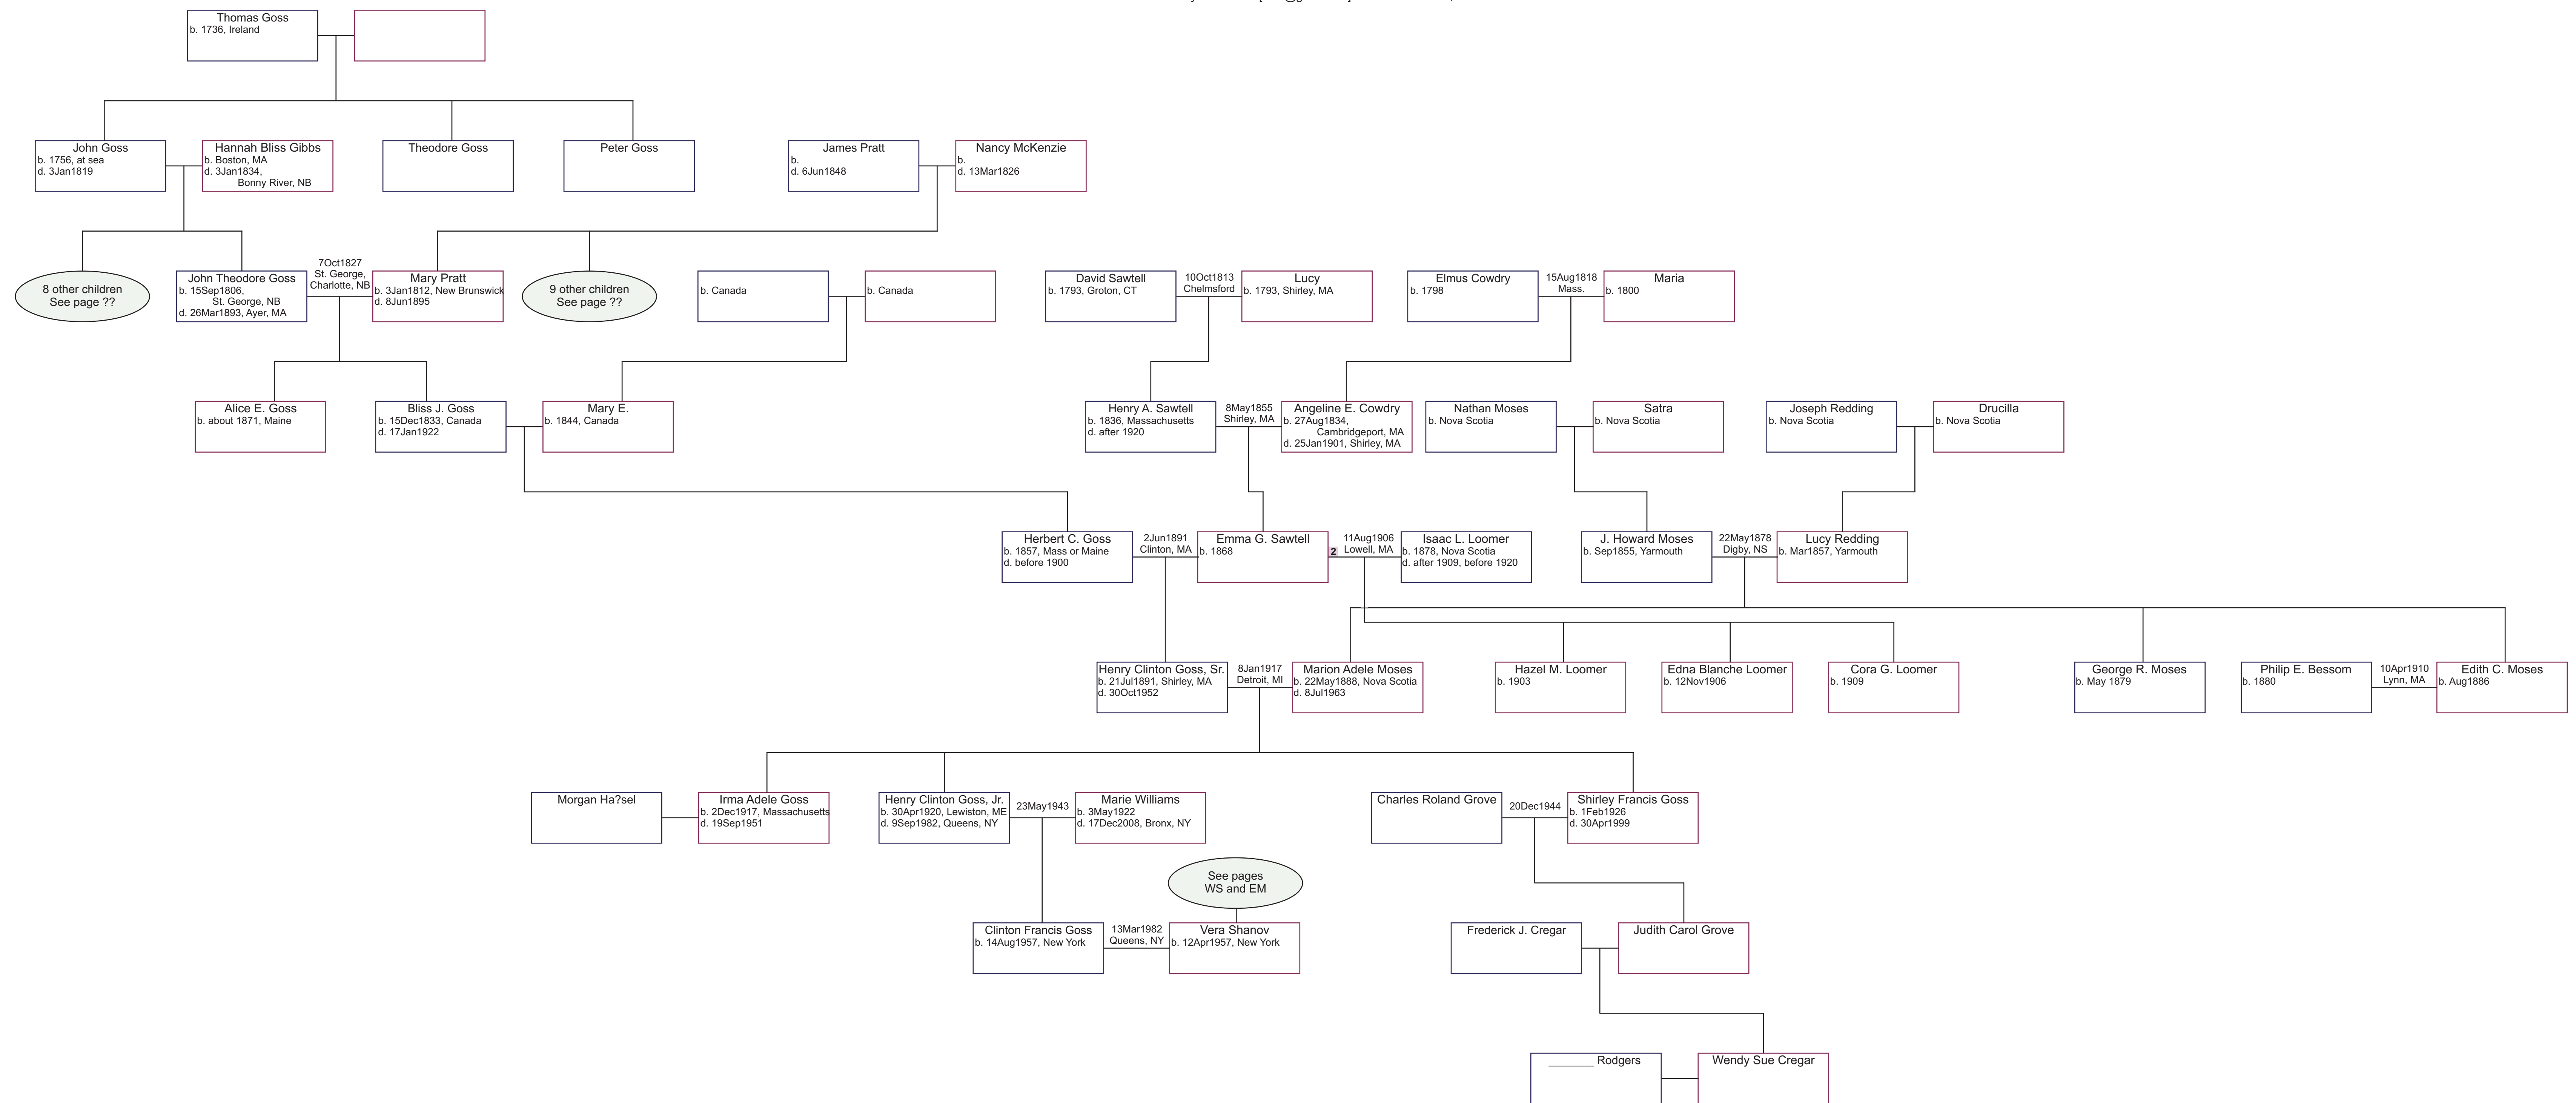 Thomas Goss
b. 1736, Ireland
John Goss
b. 1756, at sea
d. 3Jan1819
Hannah Bliss Gibbs
b. Boston, MA
d. 3Jan1834,
Bonny River, NB
Theodore Goss
Peter Goss
James Pratt
b.
d. 6Jun1848
Nancy McKenzie
b.
d. 13Mar1826
8 other children
See page ??
John Theodore Goss
b. 15Sep1806,
St. George, NB
d. 26Mar1893, Ayer, MA
7Oct1827
St. George,
Charlotte, NB
Mary Pratt
b. 3Jan1812, New Brunswick
d. 8Jun1895
9 other children
See page ??
b. Canada
b. Canada
David Sawtell
b. 1793, Groton, CT
10Oct1813
Chelmsford
Lucy
b. 1793, Shirley, MA
Elmus Cowdry
b. 1798
15Aug1818
Mass.
Maria
b. 1800
Alice E. Goss
b. about 1871, Maine
Bliss J. Goss
b. 15Dec1833, Canada
d. 17Jan1922
Mary E.
b. 1844, Canada
Henry A. Sawtell
b. 1836, Massachusetts
d. after 1920
8May1855
Shirley, MA
Angeline E. Cowdry
b. 27Aug1834,
Cambridgeport, MA
d. 25Jan1901, Shirley, MA
Nathan Moses
b. Nova Scotia
Satra
b. Nova Scotia
Joseph Redding
b. Nova Scotia
Drucilla
b. Nova Scotia
Herbert C. Goss
b. 1857, Mass or Maine
d. before 1900
2Jun1891
Clinton, MA
Emma G. Sawtell
b. 1868
2
11Aug1906
Lowell, MA
Isaac L. Loomer
b. 1878, Nova Scotia
d. after 1909, before 1920
J. Howard Moses
b. Sep1855, Yarmouth
22May1878
Digby, NS
Lucy Redding
b. Mar1857, Yarmouth
Henry Clinton Goss, Sr.
b. 21Jul1891, Shirley, MA
d. 30Oct1952
8Jan1917
Detroit, MI
Marion Adele Moses
b. 22May1888, Nova Scotia
d. 8Jul1963
Hazel M. Loomer
b. 1903
Edna Blanche Loomer
b. 12Nov1906
Cora G. Loomer
b. 1909
George R. Moses
b. May 1879
Philip E. Bessom
b. 1880
10Apr1910
Lynn, MA
Edith C. Moses
b. Aug1886
Morgan Ha?sel
Irma Adele Goss
b. 2Dec1917, Massachusetts
d. 19Sep1951
Henry Clinton Goss, Jr.
b. 30Apr1920, Lewiston, ME
d. 9Sep1982, Queens, NY
23May1943
Marie Williams
b. 3May1922
d. 17Dec2008, Bronx, NY
Charles Roland Grove
20Dec1944
Shirley Francis Goss
b. 1Feb1926
d. 30Apr1999
See pages
WS and EM
Clinton Francis Goss
b. 14Aug1957, New York
13Mar1982
Queens, NY
Vera Shanov
b. 12Apr1957, New York
Frederick J. Cregar
Judith Carol Grove
_______ Rodgers
Wendy Sue Cregar